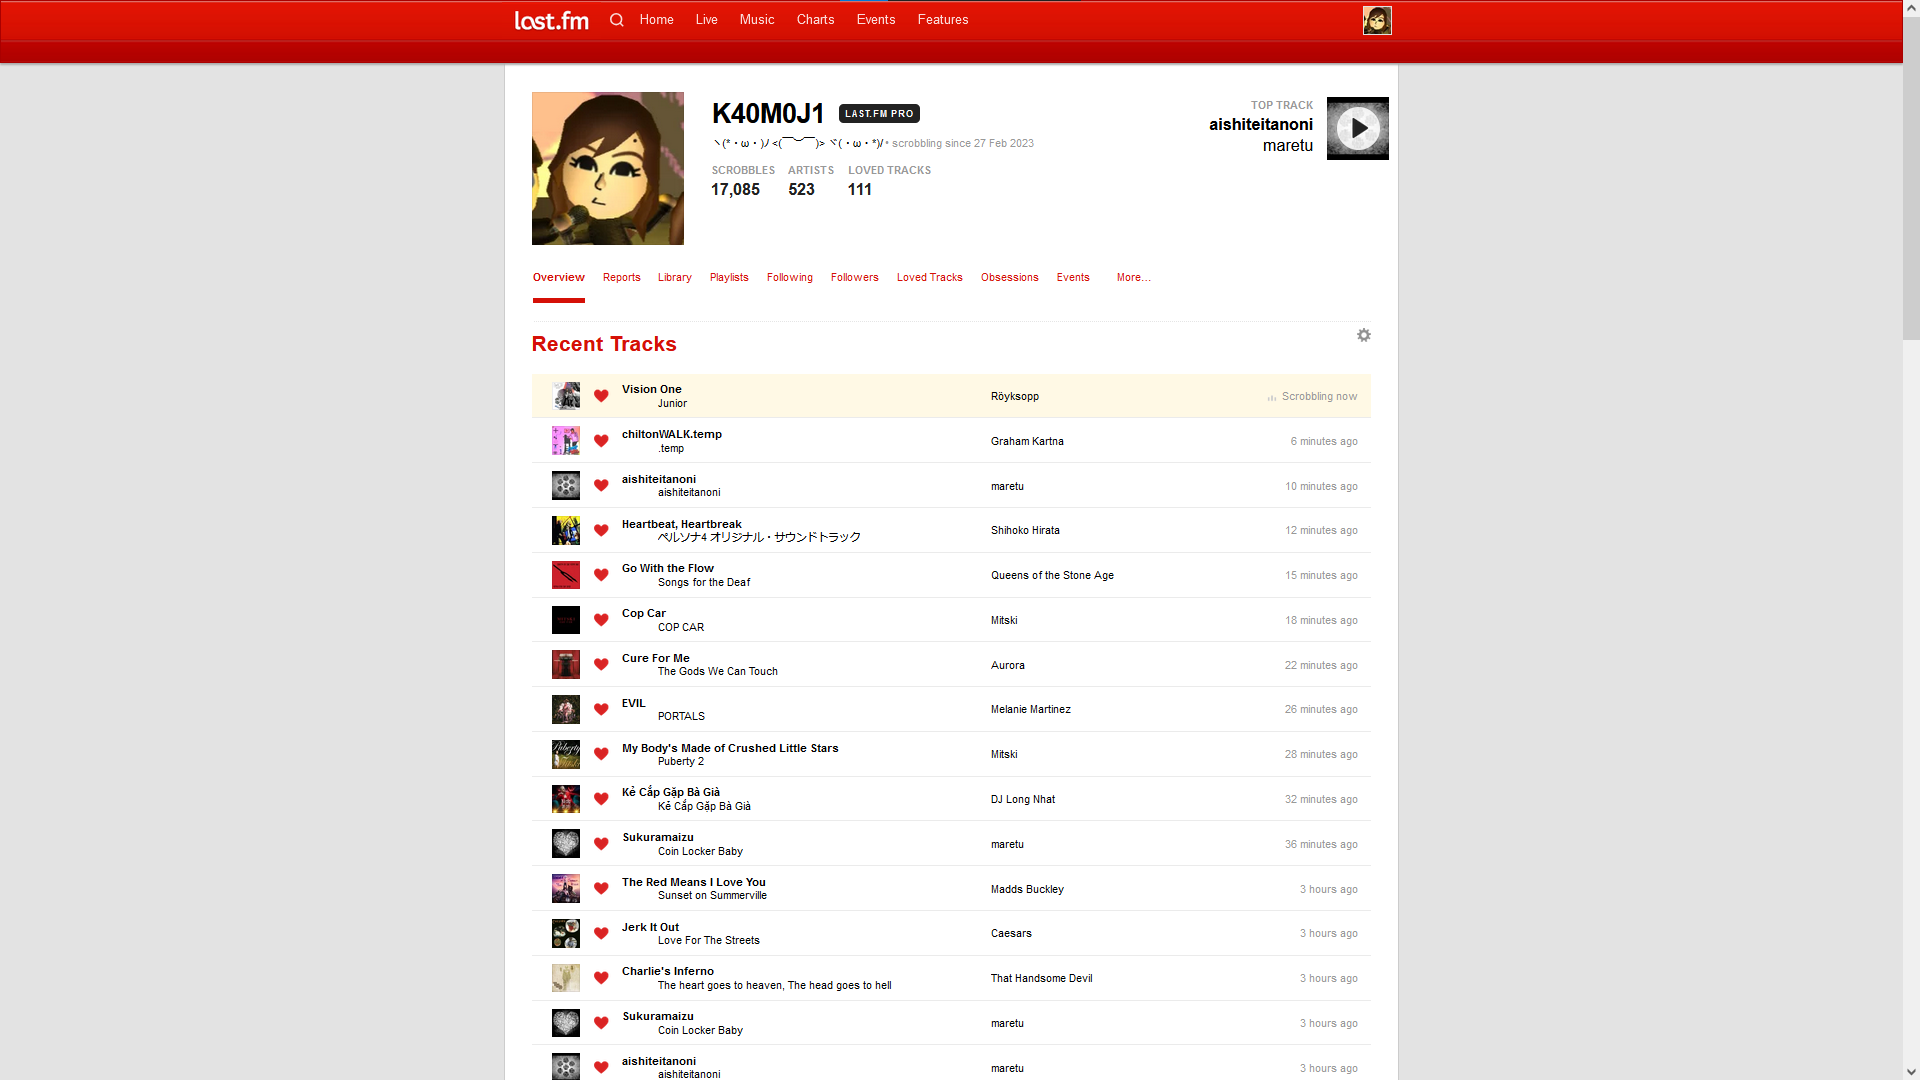 last.fm Home Live Music Charts Events Features
K40M0J1 LAST.FM PRO
ヽ(*・ω・)ﾉ <(￣︶￣)> ヾ(・ω・*)/ • scrobbling since 27 Feb 2023
SCROBBLES ARTISTS LOVED TRACKS
17,085 523 111
TOP TRACK
aishiteitanoni
maretu
Overview Reports Library Playlists Following Followers Loved Tracks Obsessions Events More…
Recent Tracks
Vision One
Junior
Röyksopp
Scrobbling now
chiltonWALK.temp
.temp
Graham Kartna
6 minutes ago
aishiteitanoni
aishiteitanoni
maretu
10 minutes ago
Heartbeat, Heartbreak
ペルソナ4 オリジナル・サウンドトラック
Shihoko Hirata
12 minutes ago
Go With the Flow
Songs for the Deaf
Queens of the Stone Age
15 minutes ago
Cop Car
COP CAR
Mitski
18 minutes ago
Cure For Me
The Gods We Can Touch
Aurora
22 minutes ago
EVIL
PORTALS
Melanie Martinez
26 minutes ago
My Body's Made of Crushed Little Stars
Puberty 2
Mitski
28 minutes ago
Kẻ Cắp Gặp Bà Già
Kẻ Cắp Gặp Bà Già
DJ Long Nhat
32 minutes ago
Sukuramaizu
Coin Locker Baby
maretu
36 minutes ago
The Red Means I Love You
Sunset on Summerville
Madds Buckley
3 hours ago
Jerk It Out
Love For The Streets
Caesars
3 hours ago
Charlie's Inferno
The heart goes to heaven, The head goes to hell
That Handsome Devil
3 hours ago
Sukuramaizu
Coin Locker Baby
maretu
3 hours ago
aishiteitanoni
aishiteitanoni
maretu
3 hours ago